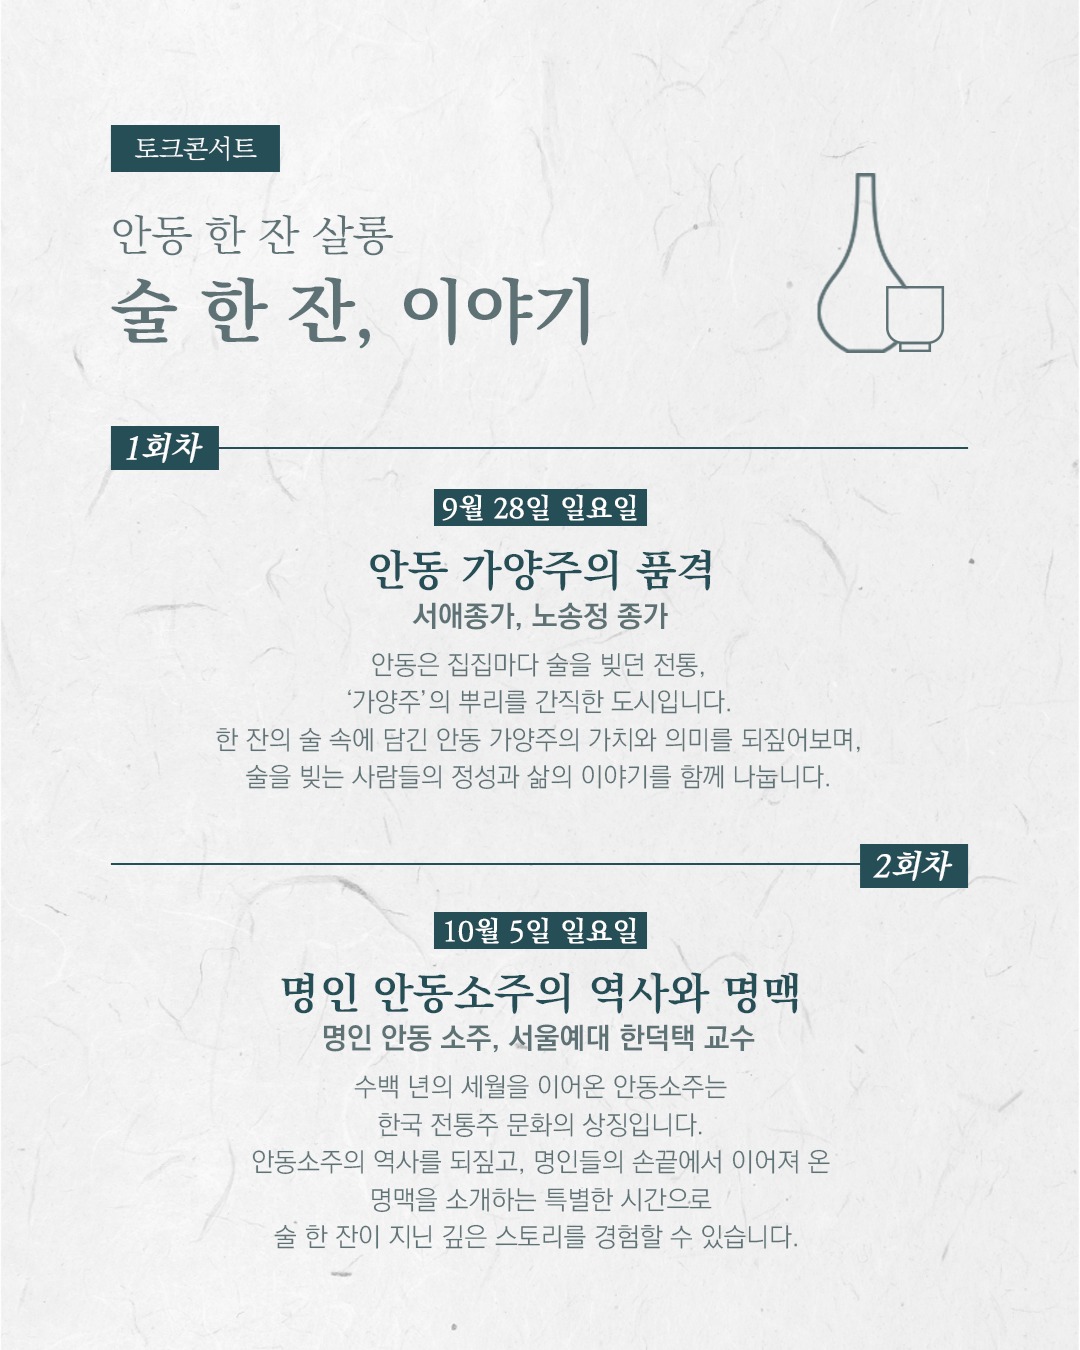 토크콘서트
안동 한 잔 살롱
술 한 잔, 이야기
1회차
9월 28일 일요일
안동 가양주의 품격
서애종가, 노송정 종가
안동은 집집마다 술을 빚던 전통,
‘가양주’의 뿌리를 간직한 도시입니다.
한 잔의 술 속에 담긴 안동 가양주의 가치와 의미를 되짚어보며,
술을 빚는 사람들의 정성과 삶의 이야기를 함께 나눕니다.
2회차
10월 5일 일요일
명인 안동소주의 역사와 명맥
명인 안동 소주, 서울예대 한덕택 교수
수백 년의 세월을 이어온 안동소주는
한국 전통주 문화의 상징입니다.
안동소주의 역사를 되짚고, 명인들의 손끝에서 이어져 온
명맥을 소개하는 특별한 시간으로
술 한 잔이 지닌 깊은 스토리를 경험할 수 있습니다.